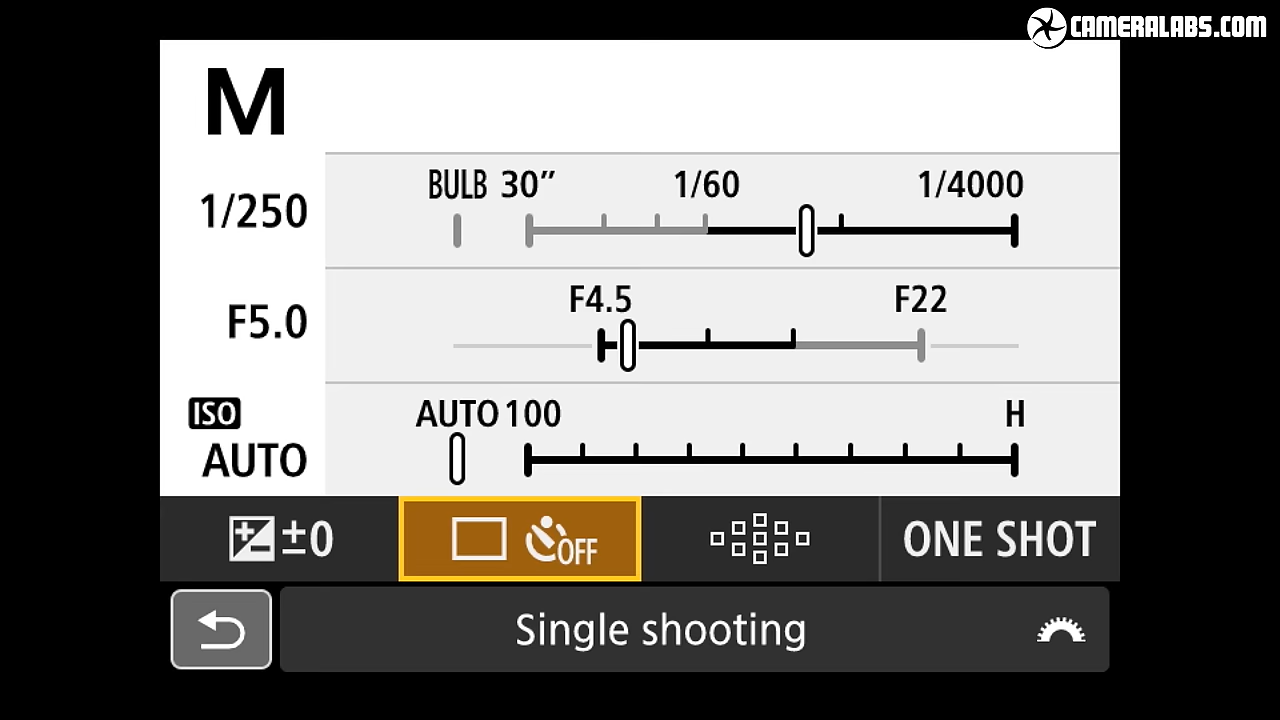 CAMERALABS.COM
M
1/250
BULB 30” 1/60 1/4000
F5.0
F4.5 F22
ISO
AUTO
AUTO 100 H
±0
OFF
ONE SHOT
Single shooting